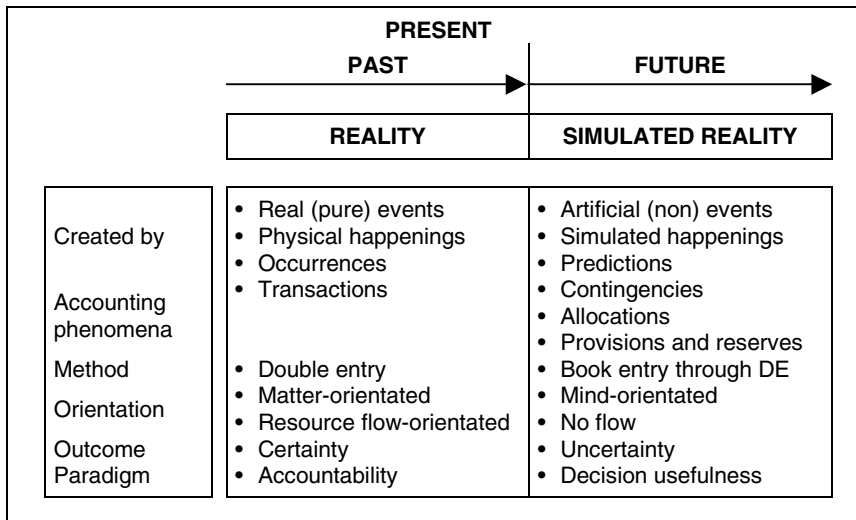 PRESENT
PAST FUTURE
REALITY SIMULATED REALITY
Created by
Accounting
phenomena
Method
Orientation
Outcome
Paradigm
• Real (pure) events
• Physical happenings
• Occurrences
• Transactions
• Double entry
• Matter-orientated
• Resource flow-orientated
• Certainty
• Accountability
• Artificial (non) events
• Simulated happenings
• Predictions
• Contingencies
• Allocations
• Provisions and reserves
• Book entry through DE
• Mind-orientated
• No flow
• Uncertainty
• Decision usefulness